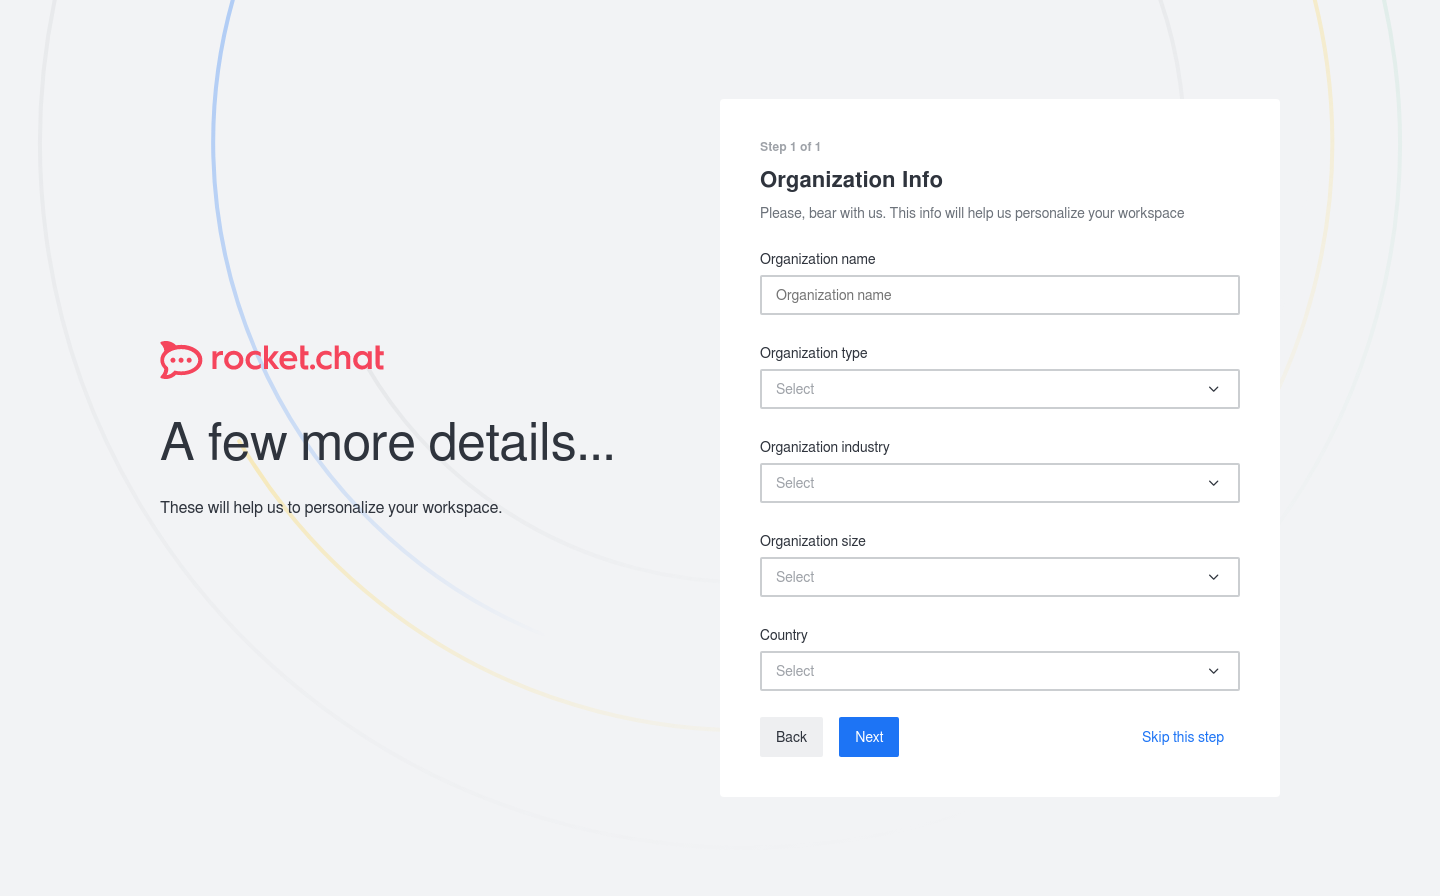 rocket.chat
A few more details...
These will help us to personalize your workspace.
Step 1 of 1
Organization Info
Please, bear with us. This info will help us personalize your workspace
Organization name
Organization name
Organization type
Select
Organization industry
Select
Organization size
Select
Country
Select
Back Next Skip this step